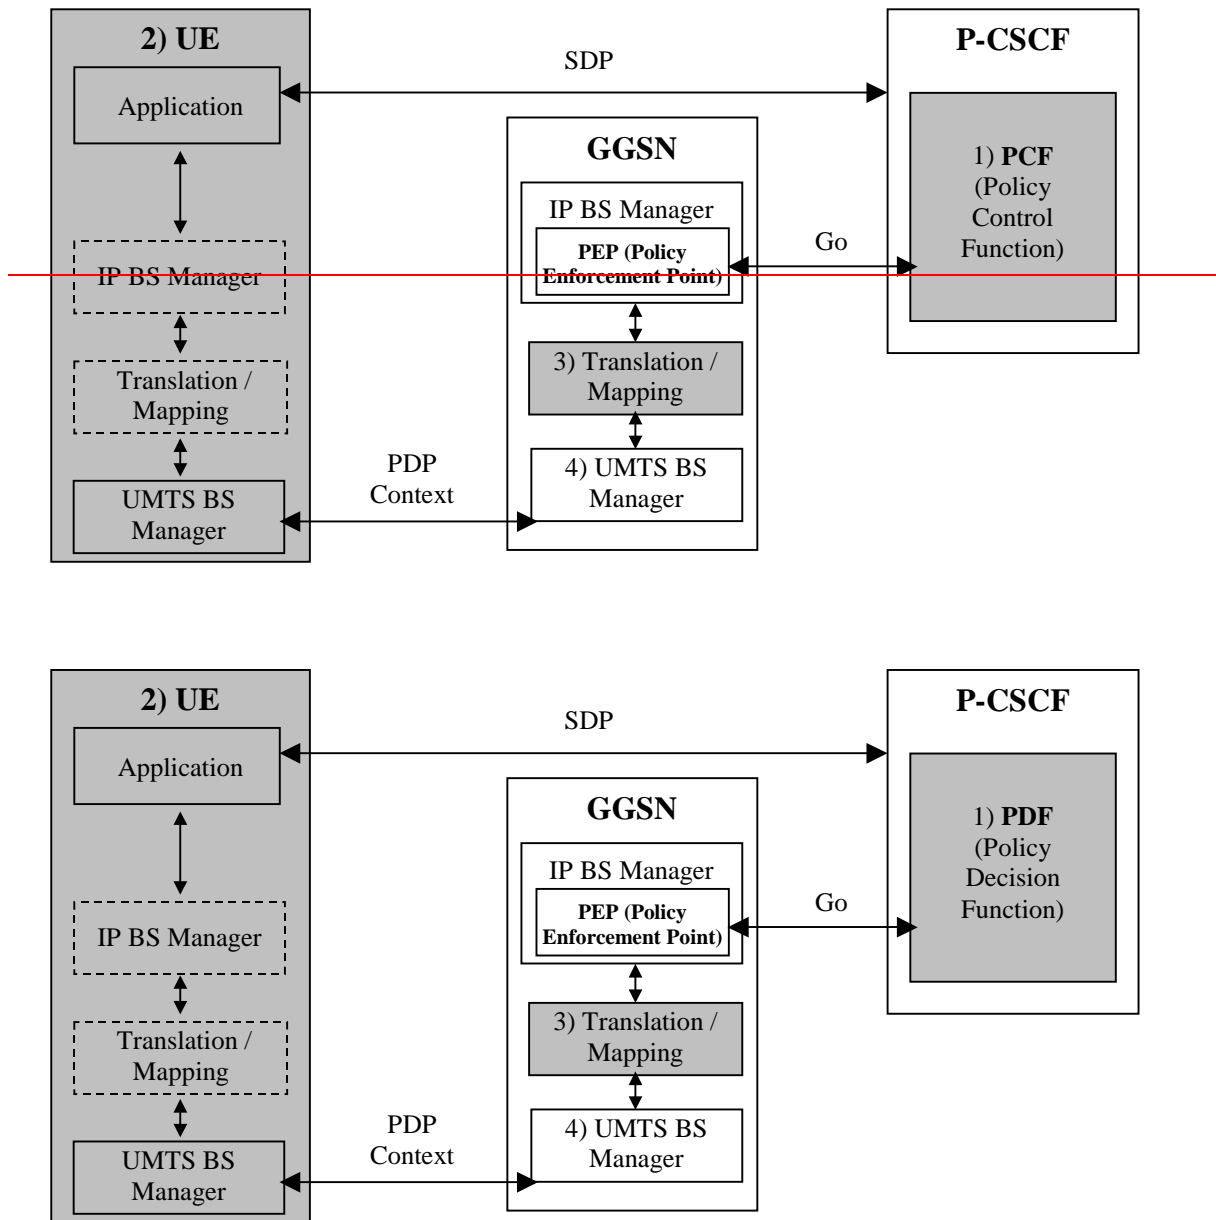 2) UE
Application
IP BS Manager
Translation /
Mapping
UMTS BS
Manager
SDP
PDP
Context
GGSN
IP BS Manager
PEP (Policy
Enforcement Point)
3) Translation /
Mapping
4) UMTS BS
Manager
Go
P-CSCF
1) PCF
(Policy
Control
Function)
2) UE
Application
IP BS Manager
Translation /
Mapping
UMTS BS
Manager
SDP
PDP
Context
GGSN
IP BS Manager
PEP (Policy
Enforcement Point)
3) Translation /
Mapping
4) UMTS BS
Manager
Go
P-CSCF
1) PDF
(Policy
Decision
Function)